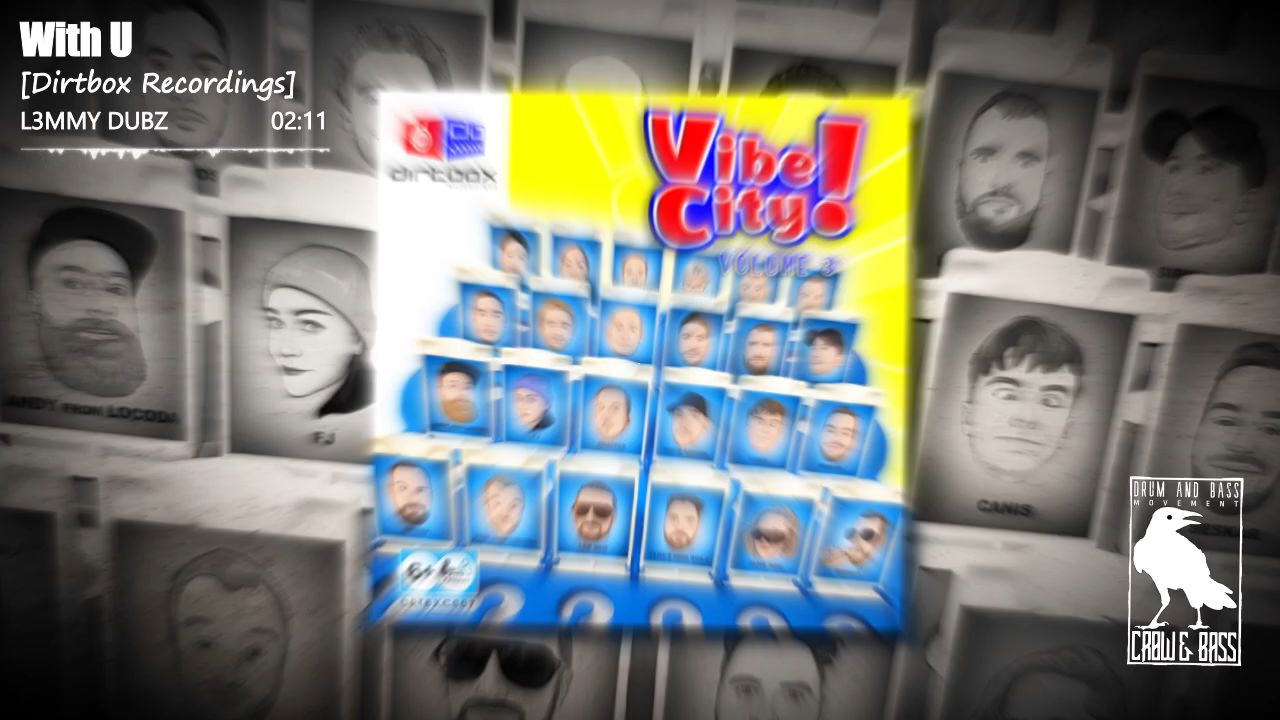 With U
[Dirtbox Recordings]
L3MMY DUBZ 02:11
dirtbox
Vibe
City!
VOLUME 3
ANDY FROM LOCODA
FJ
CANIS
DRUM AND BASS
MOVEMENT
CROW & BASS